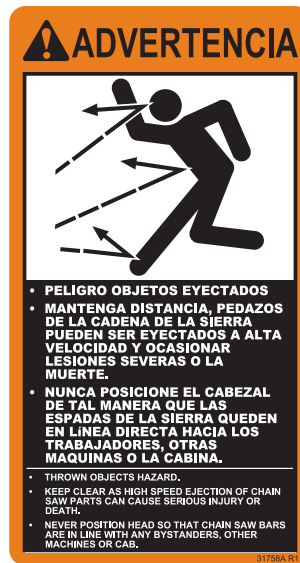 ADVERTENCIA
• PELIGRO OBJETOS EYECTADOS
• MANTENGA DISTANCIA, PEDAZOS
DE LA CADENA DE LA SIERRA
PUEDEN SER EYECTADOS A ALTA
VELOCIDAD Y OCASIONAR
LESIONES SEVERAS O LA
MUERTE.
• NUNCA POSICIONE EL CABEZAL
DE TAL MANERA QUE LAS
ESPADAS DE LA SIERRA QUEDEN
EN LíNEA DIRECTA HACIA LOS
TRABAJADORES, OTRAS
MAQUINAS O LA CABINA.
• THROWN OBJECTS HAZARD.
• KEEP CLEAR AS HIGH SPEED EJECTION OF CHAIN
SAW PARTS CAN CAUSE SERIOUS INJURY OR
DEATH.
• NEVER POSITION HEAD SO THAT CHAIN SAW BARS
ARE IN LINE WITH ANY BYSTANDERS, OTHER
MACHINES OR CAB.
31758A R1